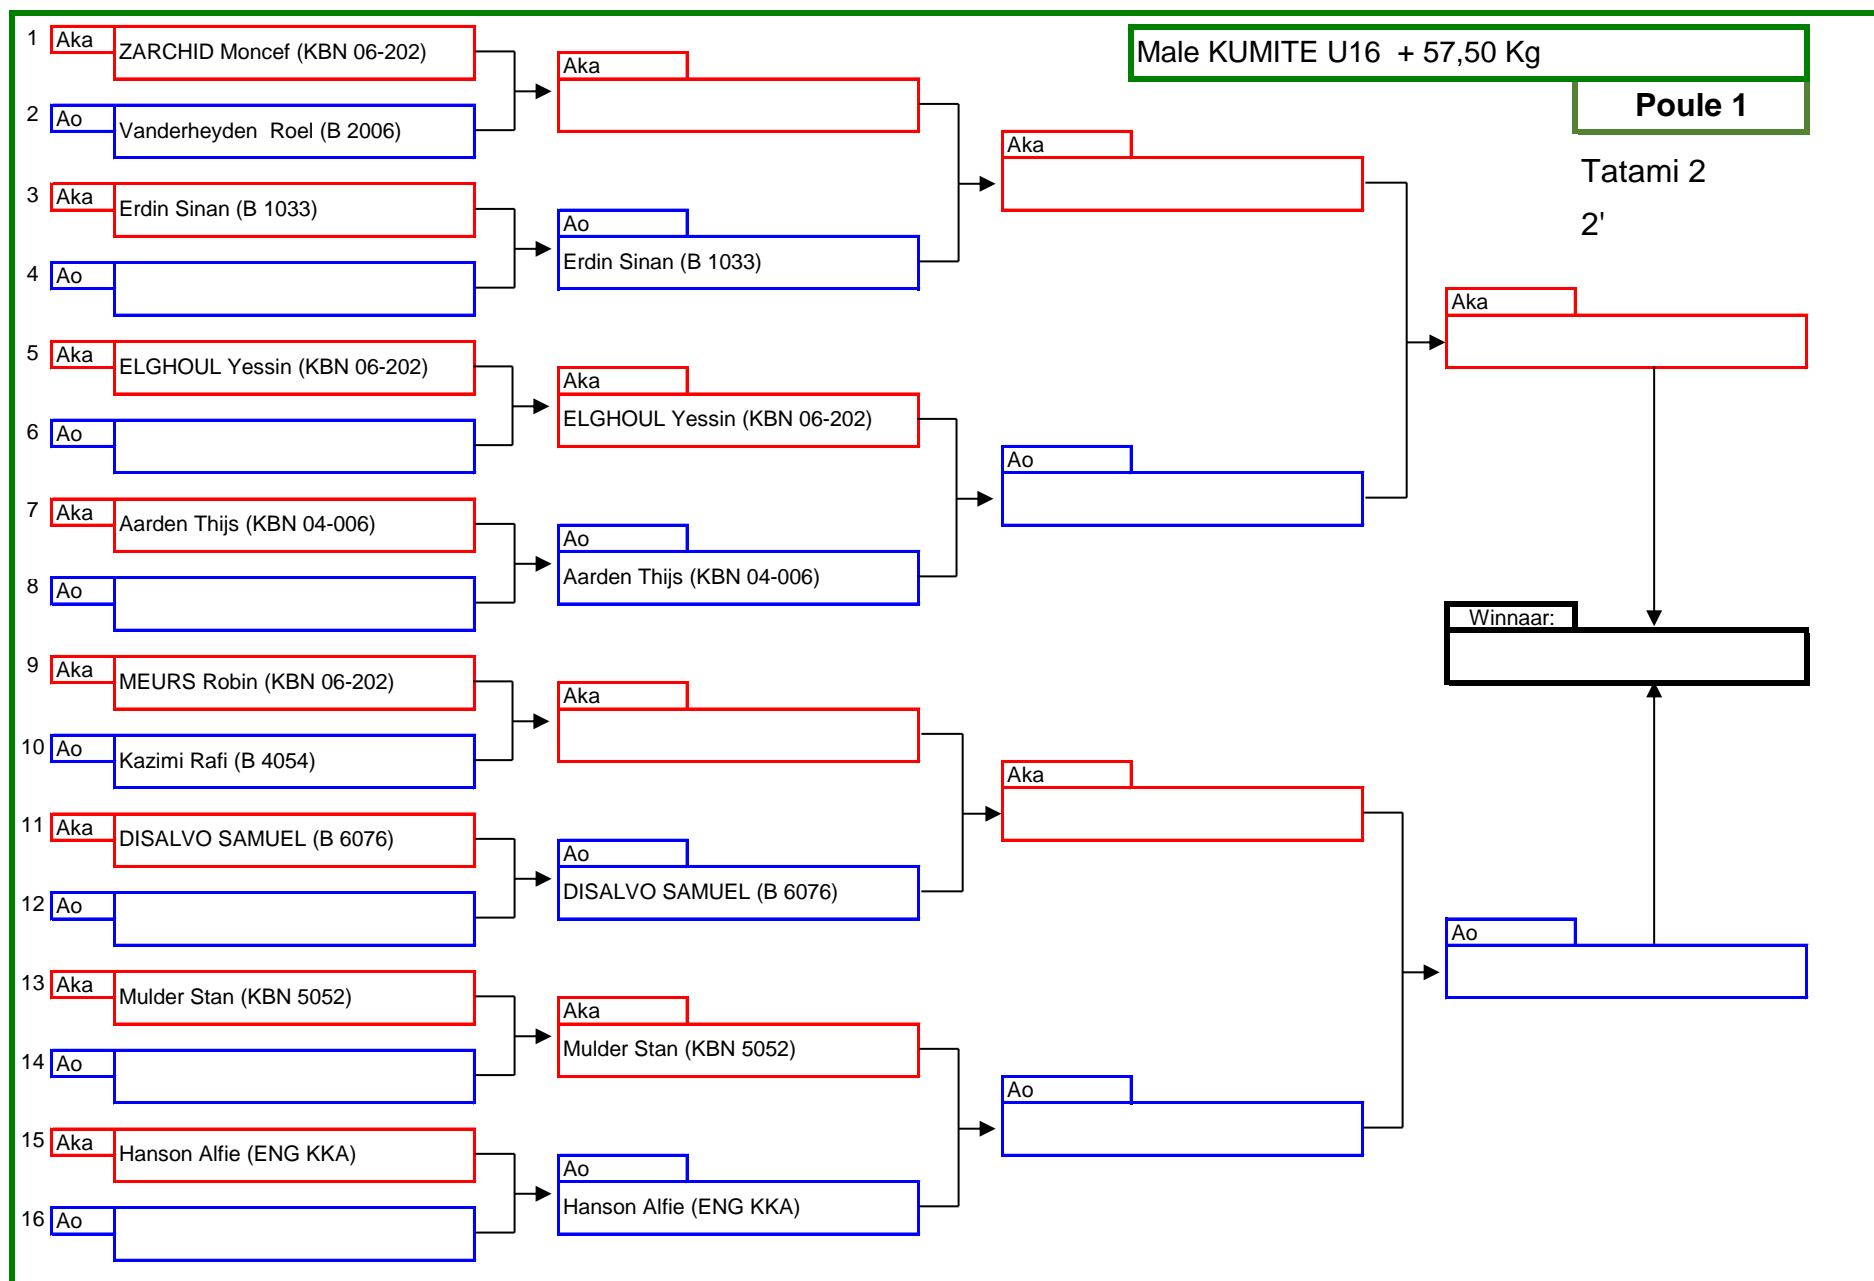 Male KUMITE U16  + 57,50 Kg
Poule 1
Tatami 2
2'
1 Aka ZARCHID Moncef (KBN 06-202)
2 Ao Vanderheyden  Roel (B 2006)
3 Aka Erdin Sinan (B 1033)
4 Ao
5 Aka ELGHOUL Yessin (KBN 06-202)
6 Ao
7 Aka Aarden Thijs (KBN 04-006)
8 Ao
9 Aka MEURS Robin (KBN 06-202)
10 Ao Kazimi Rafi (B 4054)
11 Aka DISALVO SAMUEL (B 6076)
12 Ao
13 Aka Mulder Stan (KBN 5052)
14 Ao
15 Aka Hanson Alfie (ENG KKA)
16 Ao
Aka
Ao
Erdin Sinan (B 1033)
Aka
ELGHOUL Yessin (KBN 06-202)
Ao
Aarden Thijs (KBN 04-006)
Aka
Ao
DISALVO SAMUEL (B 6076)
Aka
Mulder Stan (KBN 5052)
Ao
Hanson Alfie (ENG KKA)
Aka
Ao
Aka
Ao
Aka
Winnaar:
Ao